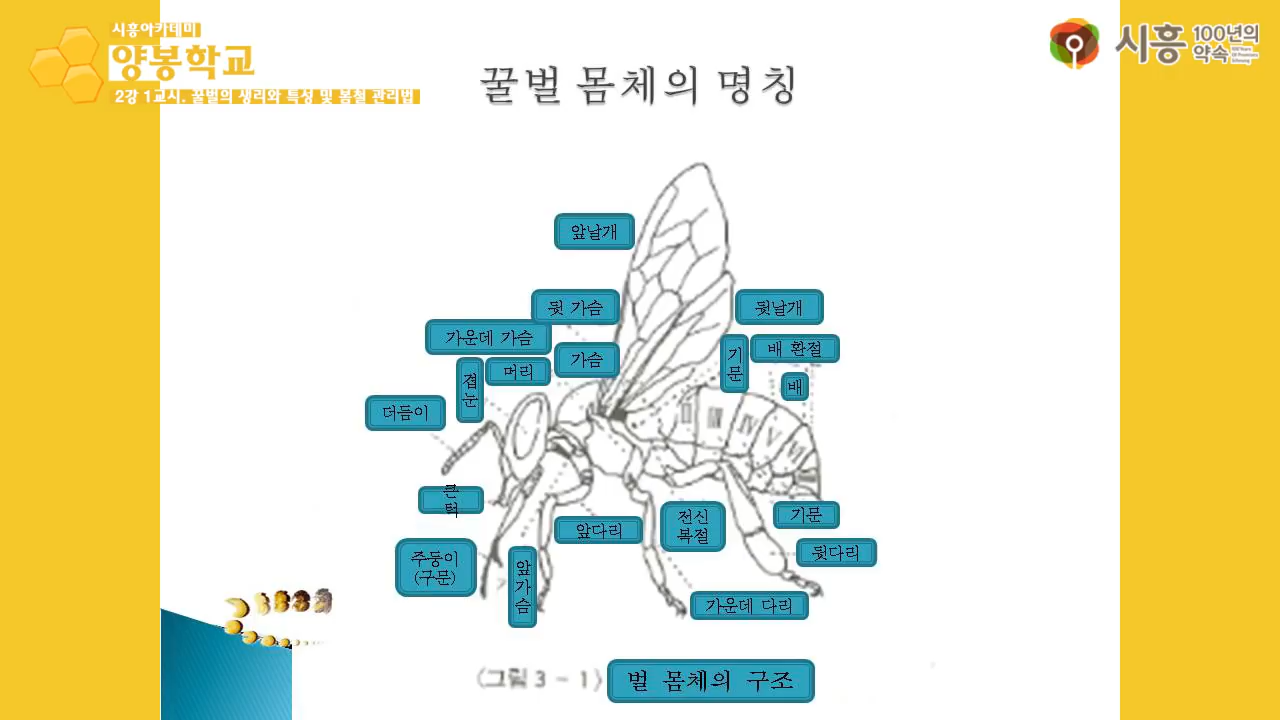 시흥아카데미
양봉학교
2강 1교시. 꿀벌의 생리와 특성 및 봄철 관리법
시흥 100년의 약속
꿀벌 몸체의 명칭
앞날개
뒷 가슴
뒷날개
가운데 가슴
가슴
기문
배 환절
머리
겹눈
배
더듬이
II III IV V VI
큰턱
앞다리
전신
복절
기문
주둥이
(구문)
앞가슴
뒷다리
가운데 다리
(그림 3 - 1) 벌 몸체의 구조